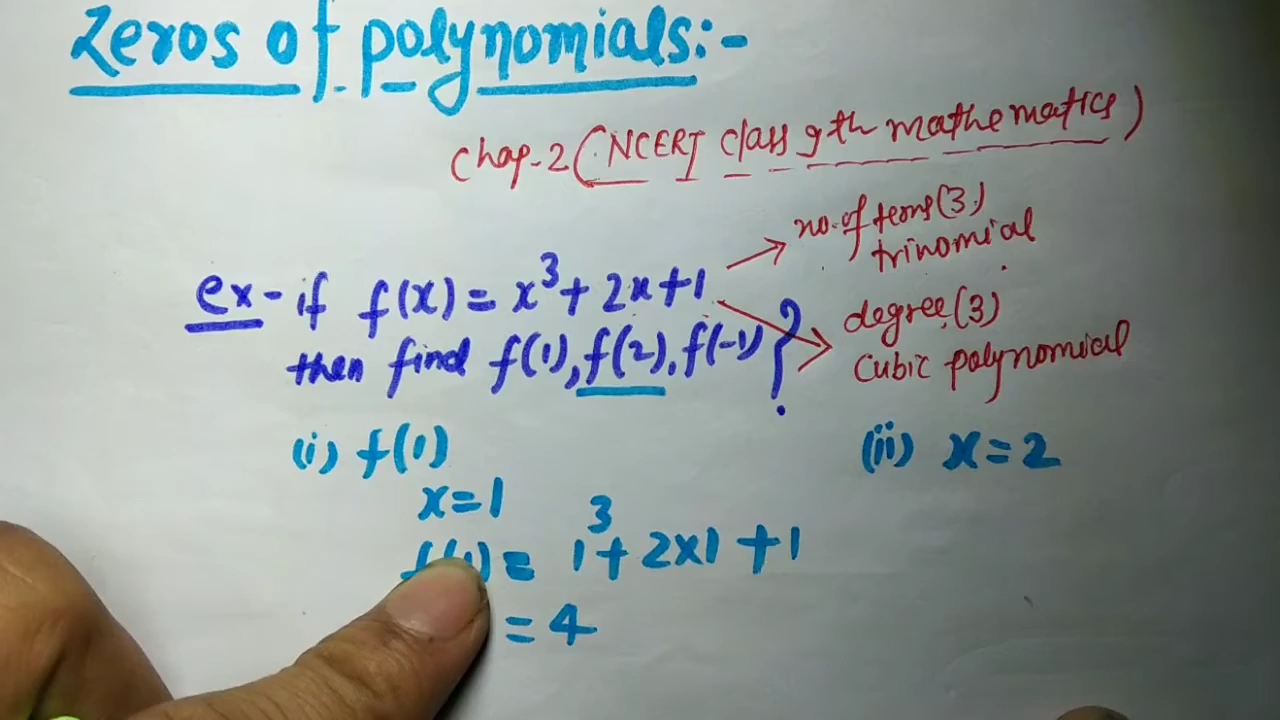 Zeros of polynomials:-
Chap-2 (NCERT class 9th mathematics)
no. of terms(3)
trinomial
ex- if f(x) = x³ + 2x + 1
then find f(1), f(2), f(-1) ?
degree(3)
Cubic polynomial
(i) f(1)
(ii) x = 2
x = 1
f(1) = 1³ + 2x1 + 1
= 4